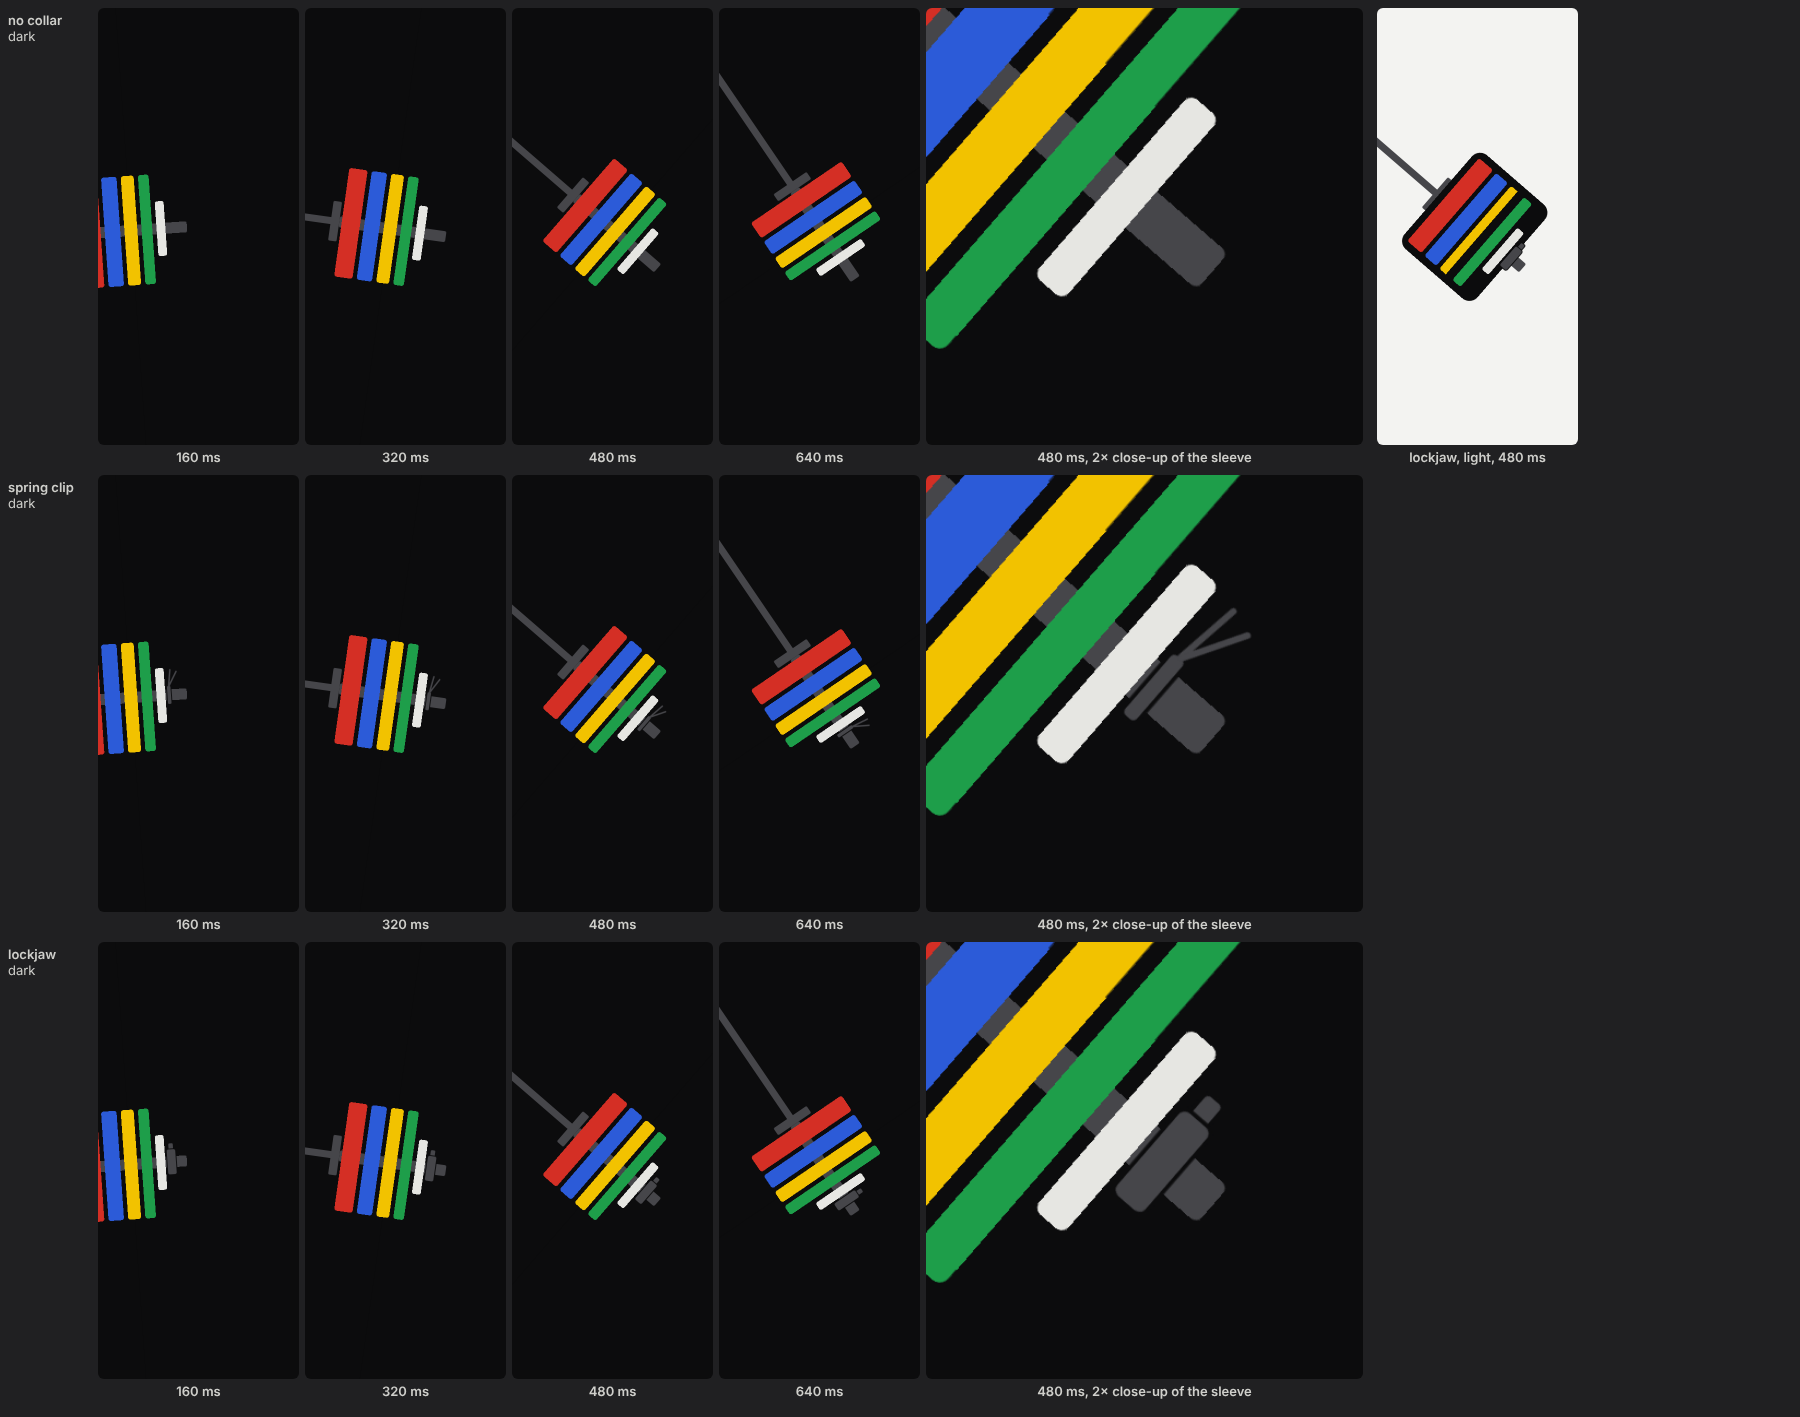 no collar
dark
160 ms
320 ms
480 ms
640 ms
480 ms, 2× close-up of the sleeve
lockjaw, light, 480 ms
spring clip
dark
160 ms
320 ms
480 ms
640 ms
480 ms, 2× close-up of the sleeve
lockjaw
dark
160 ms
320 ms
480 ms
640 ms
480 ms, 2× close-up of the sleeve